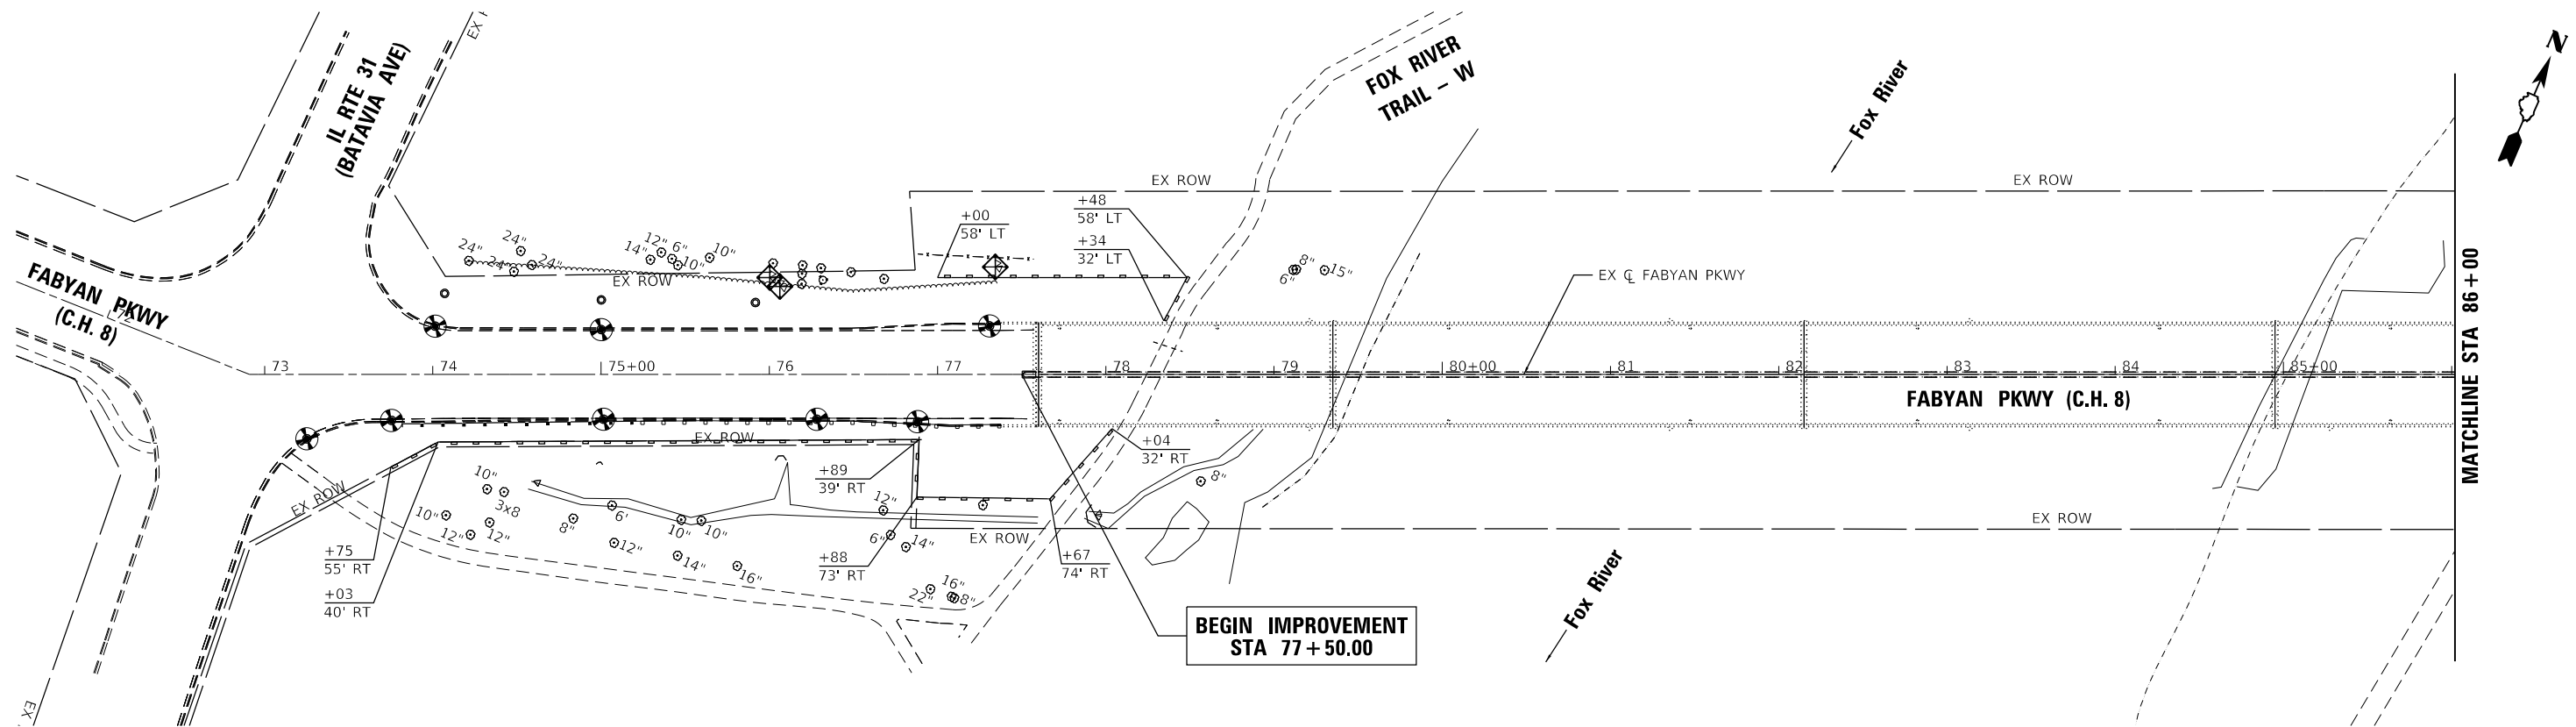 EX R
IL RTE 31
(BATAVIA AVE)
FOX RIVER
TRAIL - W
Fox River
N
EX ROW
EX ROW
+48
58' LT
+00
58' LT
+34
32' LT
24"
24"
24"
24"
14"
12"
6"
10"
10"
EX ROW
6"
8"
15"
EX ℄ FABYAN PKWY
FABYAN PKWY
(C.H. 8)
72
73
74
75+00
76
77
78
79
80+00
81
82
83
84
85+00
FABYAN PKWY (C.H. 8)
MATCHLINE STA 86+00
EX ROW
+04
32' RT
+89
39' RT
8"
EX ROW
10"
3x8
10"
12"
12"
8"
6'
12"
10"
10"
14"
16"
12"
6"
14"
EX ROW
EX ROW
+75
55' RT
+03
40' RT
+88
73' RT
+67
74' RT
22"
16"
8"
Fox River
BEGIN IMPROVEMENT
STA 77+50.00
EX